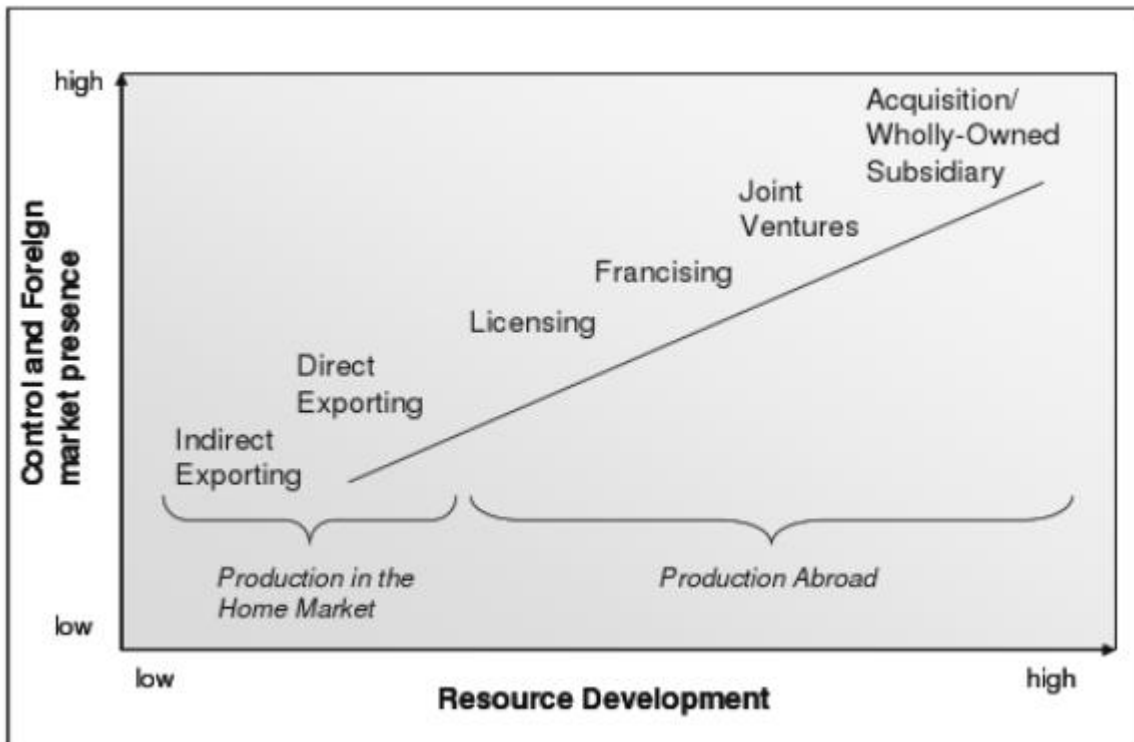 high
Acquisition/
Wholly-Owned
Subsidiary
Joint
Ventures
Francising
Licensing
Direct
Exporting
Indirect
Exporting
Control and Foreign
market presence
Production in the
Home Market
Production Abroad
low
low
high
Resource Development